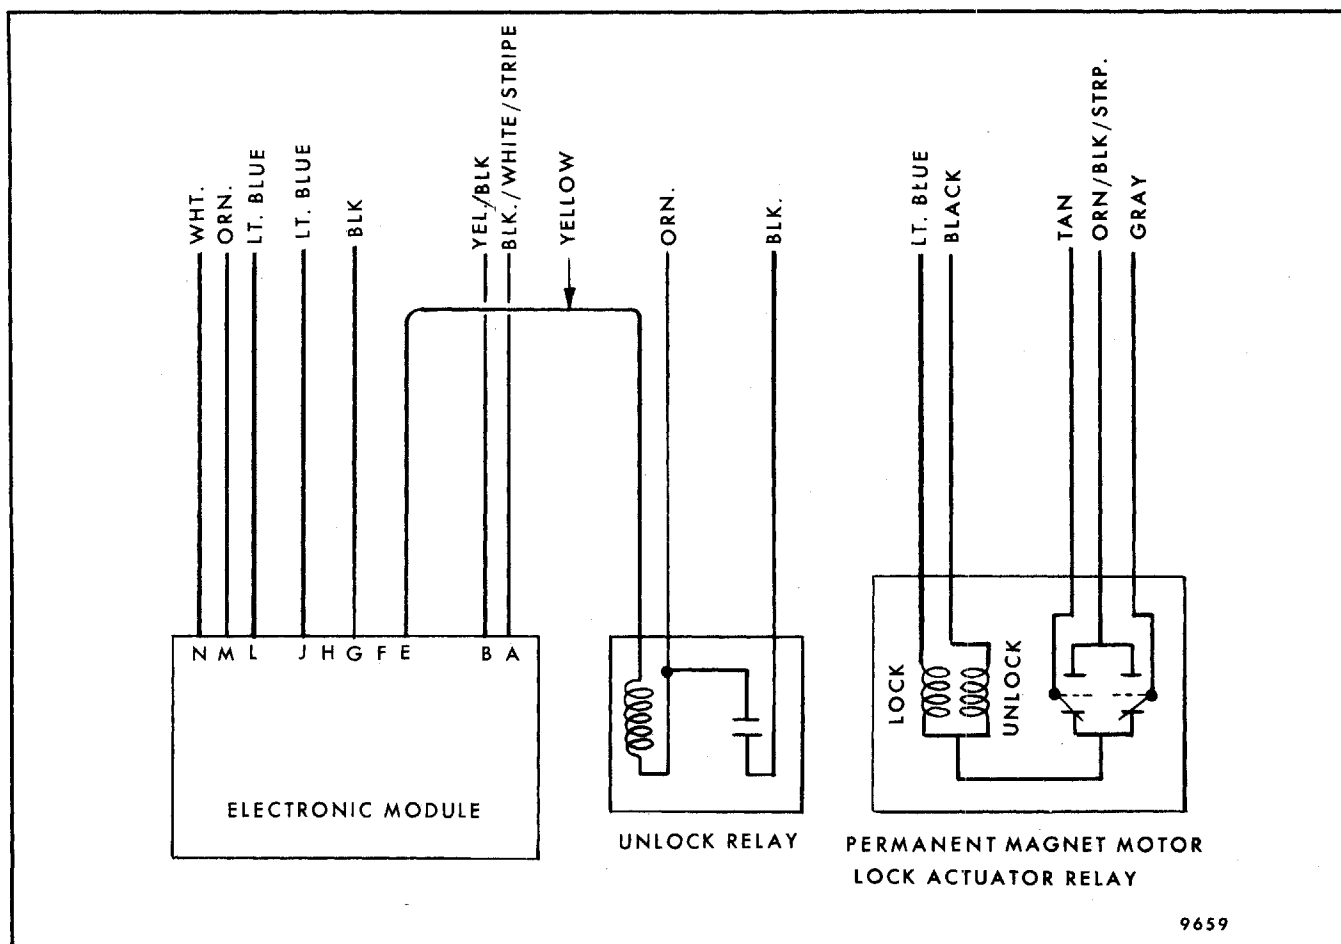 WHT.
ORN.
LT. BLUE
LT. BLUE
BLK
YEL./BLK
BLK./WHITE/STRIPE
YELLOW
ORN.
BLK.
LT. BLUE
BLACK
TAN
ORN/BLK/STRP.
GRAY
N M L J H G F E B A
ELECTRONIC MODULE
UNLOCK RELAY
LOCK
UNLOCK
PERMANENT MAGNET MOTOR
LOCK ACTUATOR RELAY
9659